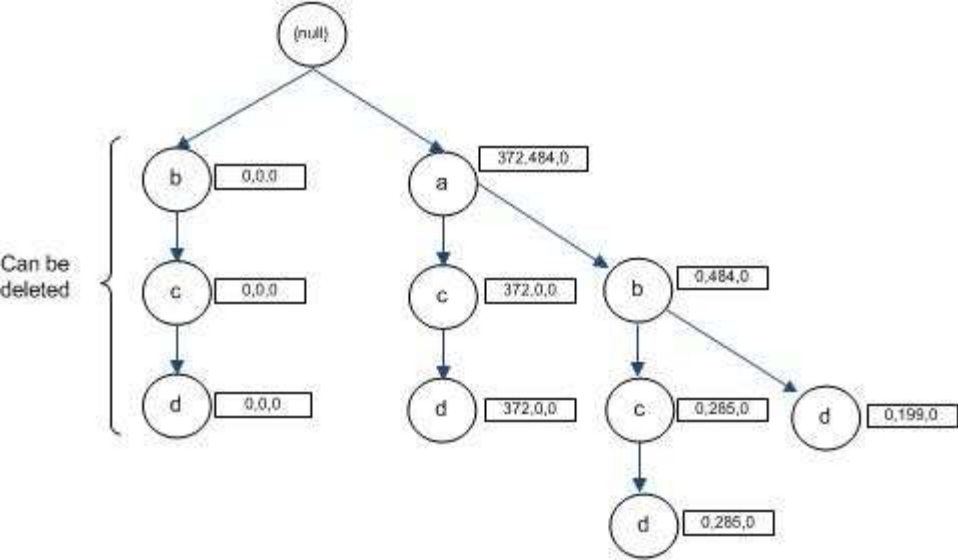 (null)
372,484,0
b
0,0,0
a
Can be
deleted
0,484,0
c
0,0,0
c
372,0,0
b
d
0,0,0
d
372,0,0
c
0,285,0
d
0,199,0
d
0,285,0